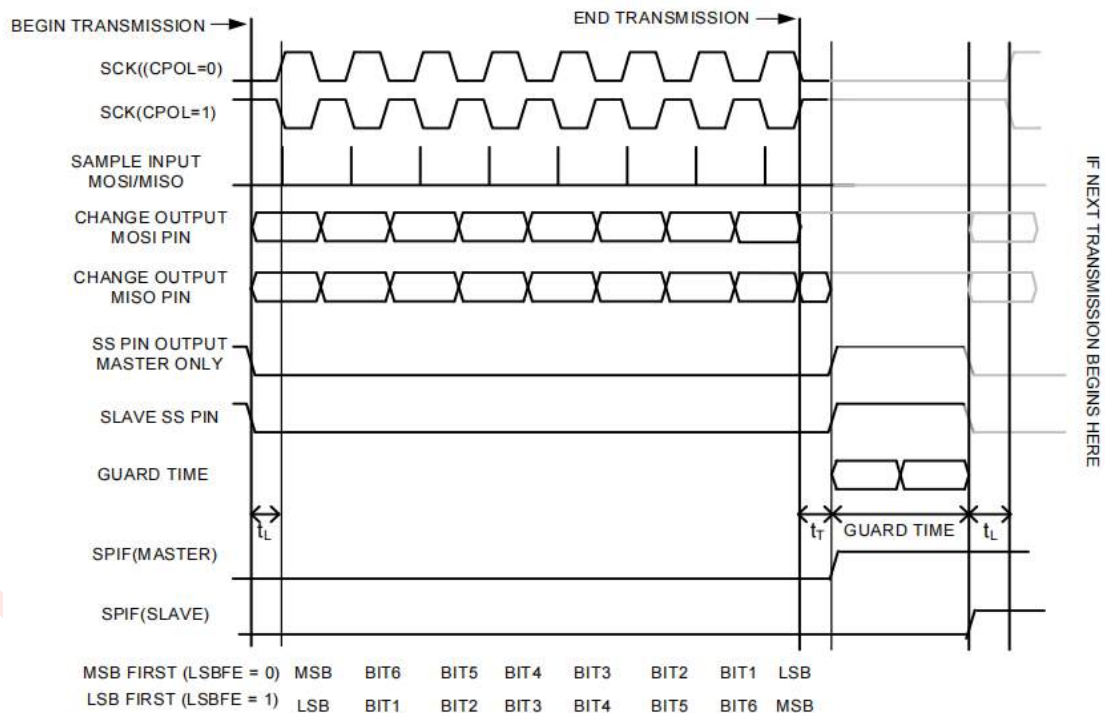 BEGIN TRANSMISSION
END TRANSMISSION
SCK((CPOL=0)
SCK(CPOL=1)
SAMPLE INPUT
MOSI/MISO
CHANGE OUTPUT
MOSI PIN
CHANGE OUTPUT
MISO PIN
SS PIN OUTPUT
MASTER ONLY
SLAVE SS PIN
GUARD TIME
tL
tT GUARD TIME tL
SPIF(MASTER)
SPIF(SLAVE)
MSB FIRST (LSBFE = 0) MSB BIT6 BIT5 BIT4 BIT3 BIT2 BIT1 LSB
LSB FIRST (LSBFE = 1) LSB BIT1 BIT2 BIT3 BIT4 BIT5 BIT6 MSB
IF NEXT TRANSMISSION BEGINS HERE